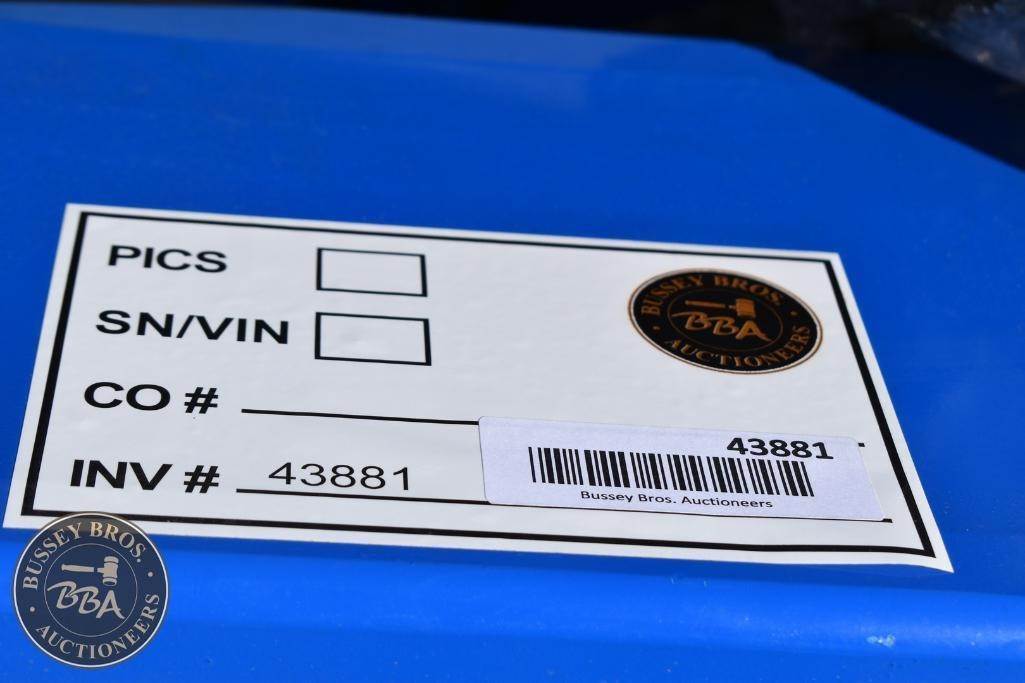 PICS
SN/VIN
CO #
INV # 43881
BUSSEY BROS.
BBA
AUCTIONEERS
43881
Bussey Bros. Auctioneers
BUSSEY BROS.
BBA
AUCTIONEERS